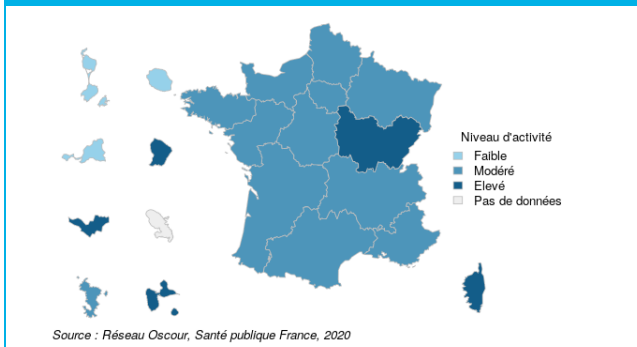 Niveau d'activité
Faible
Modéré
Elevé
Pas de données
Source : Réseau Oscour, Santé publique France, 2020